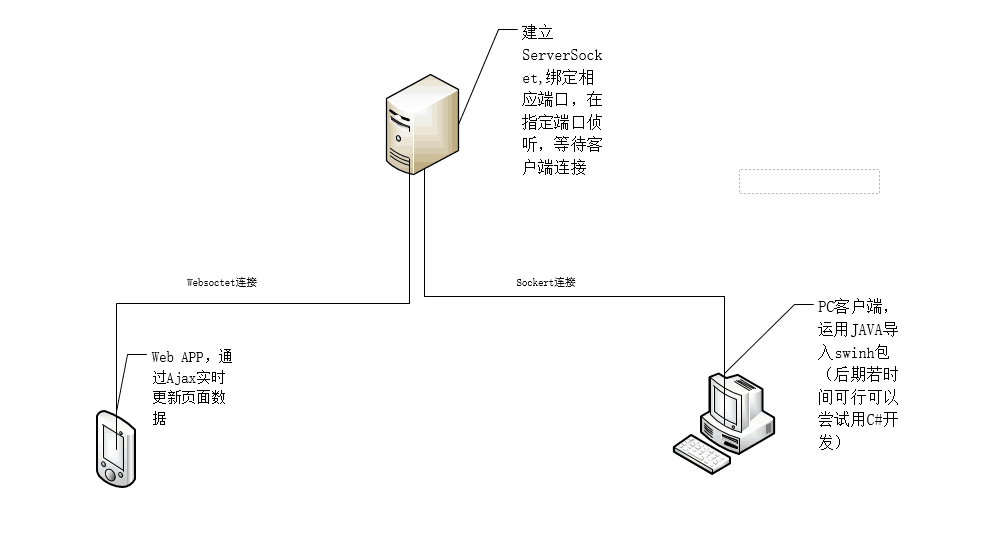 建立
ServerSock
et,绑定相
应端口，在
指定端口侦
听，等待客
户端连接
Websoctet连接
Sockert连接
PC客户端，
运用JAVA导
入swinh包
（后期若时
间可行可以
尝试用C#开
发）
Web APP，通
过Ajax实时
更新页面数
据